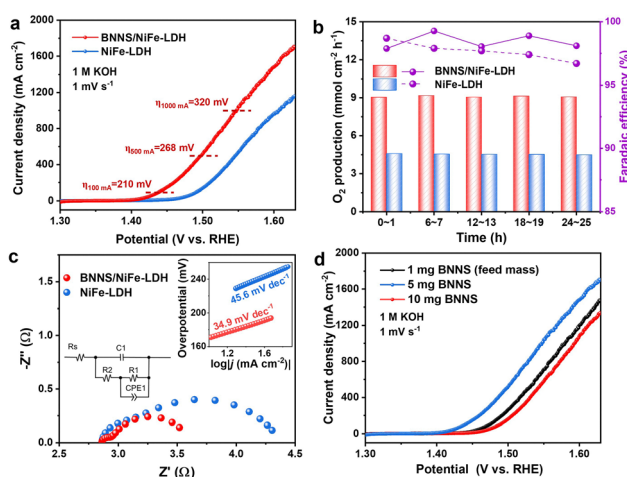 a
Current density (mA cm⁻²)
2000
1600
1200
800
400
0
BNNS/NiFe-LDH
NiFe-LDH
1 M KOH
1 mV s⁻¹
η1000 mA=320 mV
η500 mA=268 mV
η100 mA=210 mV
1.30
1.40
1.50
1.60
Potential (V vs. RHE)
b
O₂ production (mmol cm⁻² h⁻¹)
15
12
9
6
3
0
BNNS/NiFe-LDH
NiFe-LDH
100
95
90
85
Faradaic efficiency (%)
0~1
6~7
12~13
18~19
24~25
Time (h)
c
-Z'' (Ω)
1.5
1.0
0.5
0.0
BNNS/NiFe-LDH
NiFe-LDH
Rs
C1
R2
R1
CPE1
Overpotential (mV)
280
240
200
160
45.6 mV dec⁻¹
34.9 mV dec⁻¹
1.2
1.6
log|j (mA cm⁻²)|
2.5
3.0
3.5
4.0
4.5
5.0
Z' (Ω)
d
Current density (mA cm⁻²)
2000
1600
1200
800
400
0
1 mg BNNS (feed mass)
5 mg BNNS
10 mg BNNS
1 M KOH
1 mV s⁻¹
1.30
1.40
1.50
1.60
Potential (V vs. RHE)